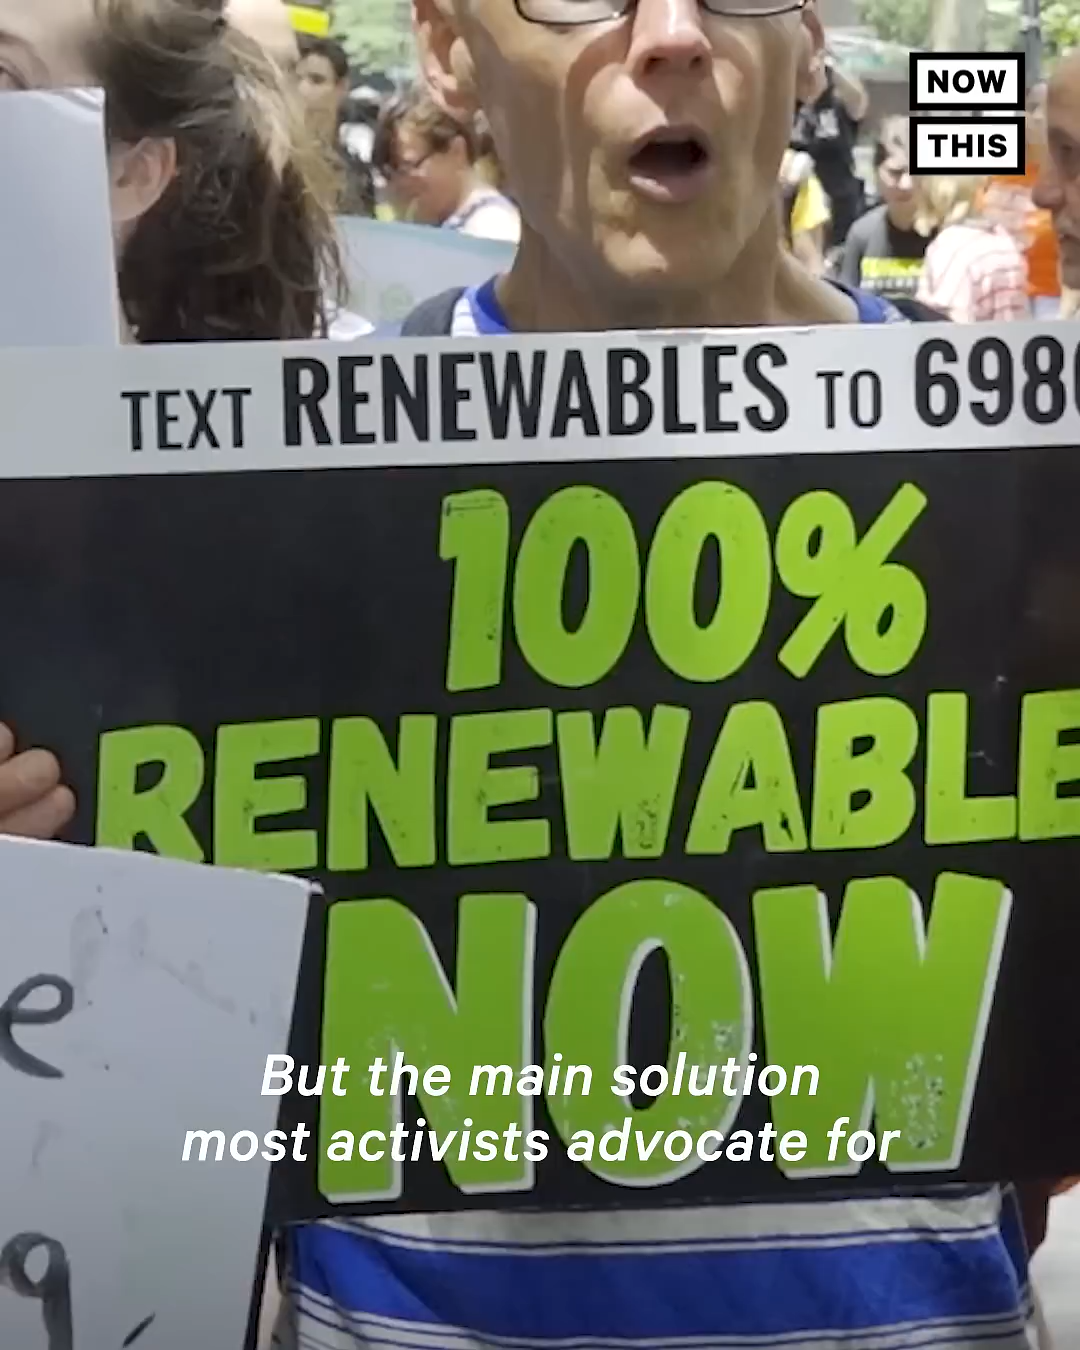 NOW
THIS
TEXT RENEWABLES TO 698
100%
RENEWABLE
NOW
e
g
But the main solution
most activists advocate for